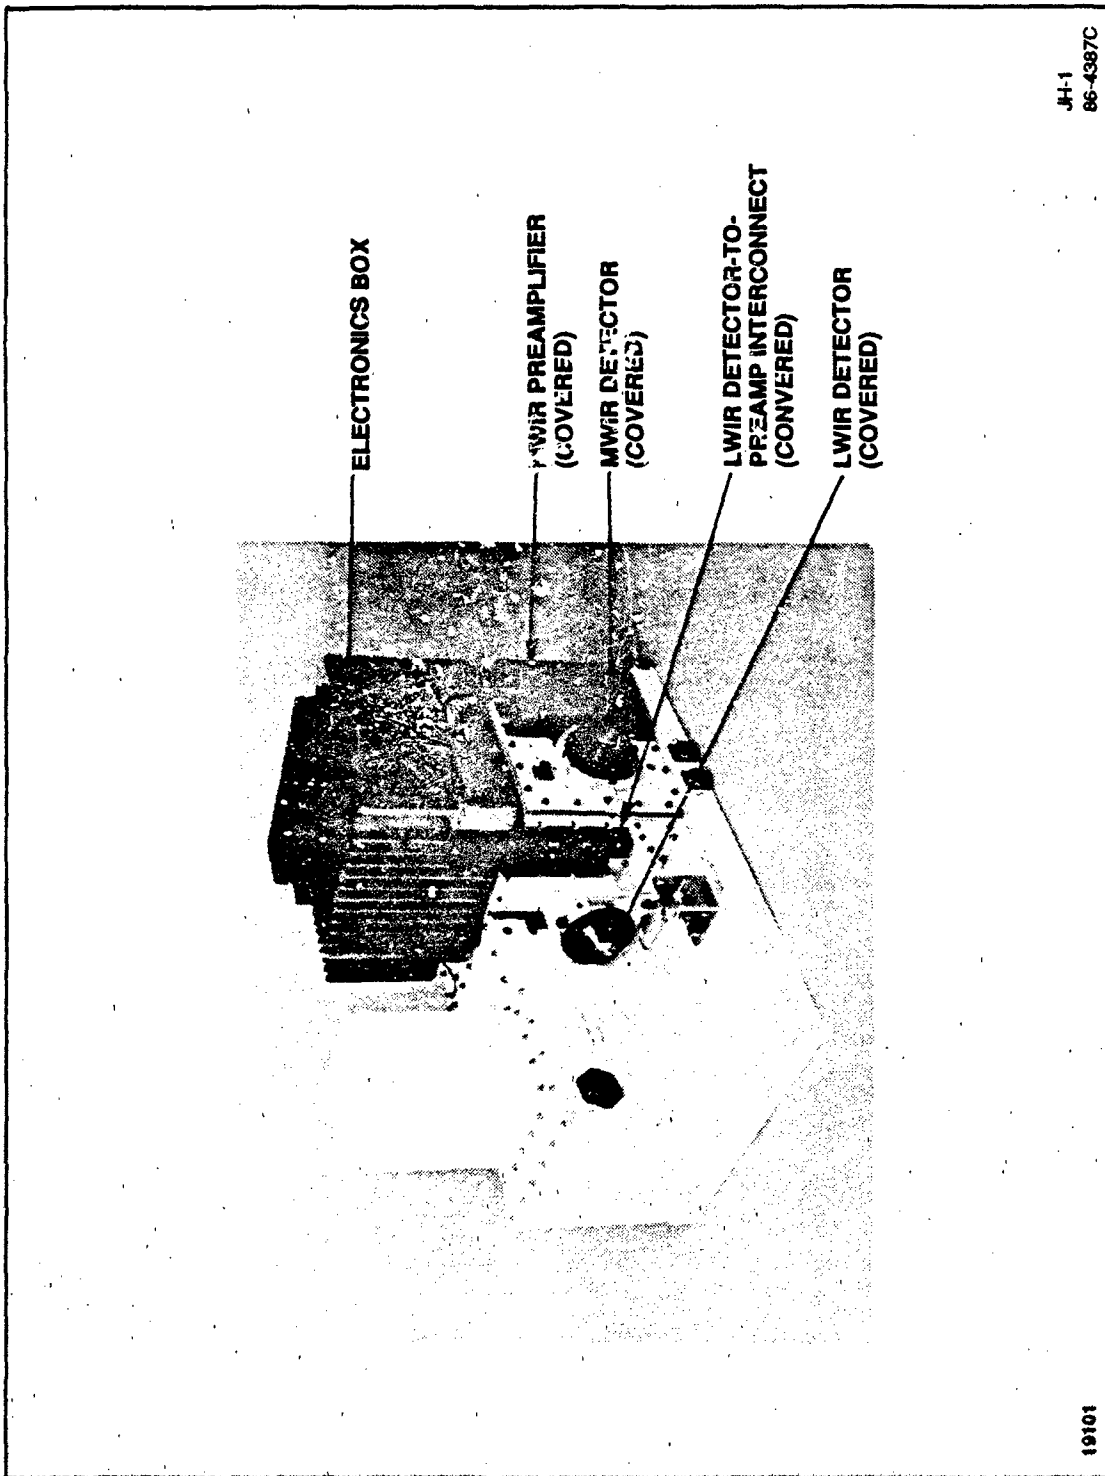 ELECTRONICS BOX
MWIR PREAMPLIFIER
(COVERED)
MWIR DETECTOR
(COVERED)
LWIR DETECTOR-TO-
PREAMP INTERCONNECT
(CONVERED)
LWIR DETECTOR
(COVERED)
19101
JH-1
86-4387C